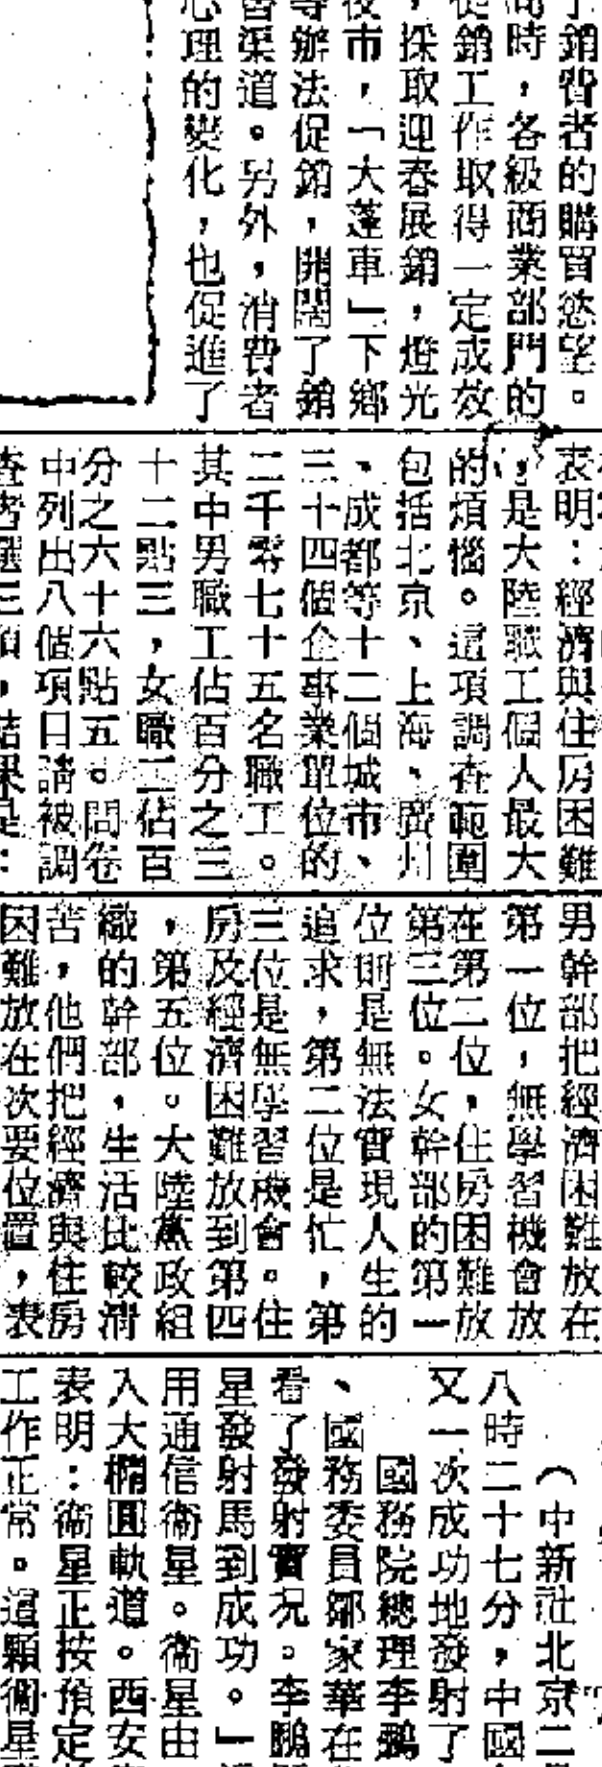 銷費者的購買慾望。
時，各級商業部門的
銷工作取得一定成效
，採取迎春展銷，燈光
市，「大蓬車」下鄉
辦法促銷，開闊了銷
渠道。另外，消費者
理的變化，也促進了
表明：經濟與住房困難
，是大陸職工個人最大
的煩惱。這項調查範圍
包括北京、上海、廣州
、成都等十二個城市、
三十四個企事業單位的
二千零七十五名職工。
其中男職工佔百分之三
十二點三，女職工佔百
分之六十六點五。問卷
中列出八個項目請被調
選三項，結果是：
男幹部把經濟困難放在
第一位，無學習機會放
在第二位，住房困難放
第三位。女幹部的第一
位則是無法實現人生的
追求，第二位是忙，第
三位是無學習機會。住
房及經濟困難放到第四
，第五位。大陸黨政組
織的幹部，生活比較清
苦，他們把經濟與住房
困難放在次要位置，表
（中新社北京二
八時二十七分，中國
又一次成功地發射了
國務院總理李鵬
、國務委員鄒家華在
看了發射實況。李鵬
星發射馬到成功。」
用通信衛星。衛星由
入大橢圓軌道。西安
表明：衛星正按預定
工作正常。這顆衛星